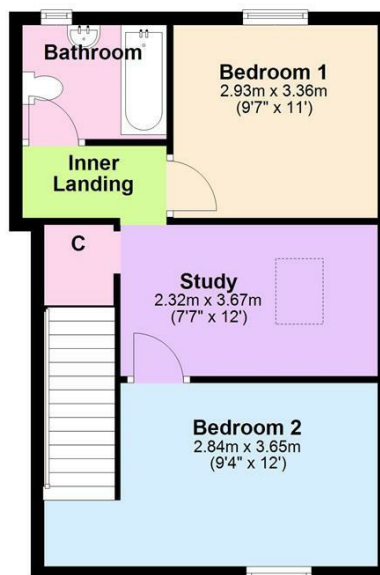 Bathroom
Bedroom 1
2.93m x 3.36m
(9'7" x 11')
Inner
Landing
C
Study
2.32m x 3.67m
(7'7" x 12')
Bedroom 2
2.84m x 3.65m
(9'4" x 12')